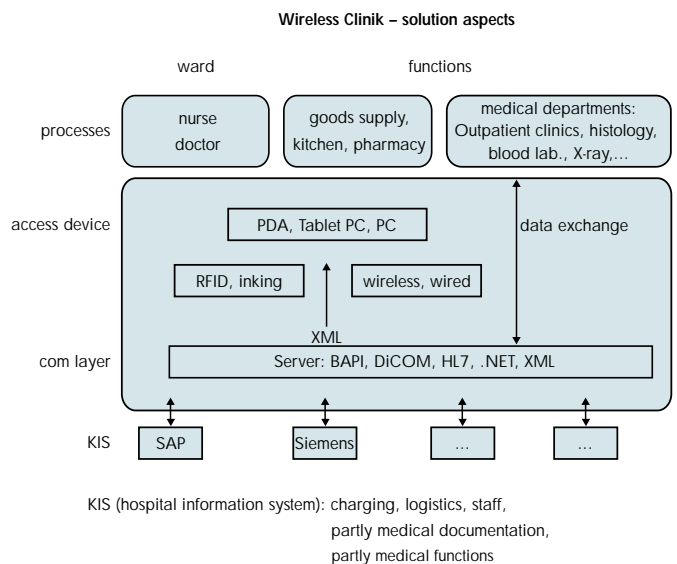 Wireless Clinik – solution aspects
ward
functions
processes
nurse
doctor
goods supply,
kitchen, pharmacy
medical departments:
Outpatient clinics, histology,
blood lab., X-ray,...
access device
PDA, Tablet PC, PC
data exchange
RFID, inking
wireless, wired
XML
com layer
Server: BAPI, DiCOM, HL7, .NET, XML
KIS
SAP
Siemens
...
...
KIS (hospital information system): charging, logistics, staff,
partly medical documentation,
partly medical functions